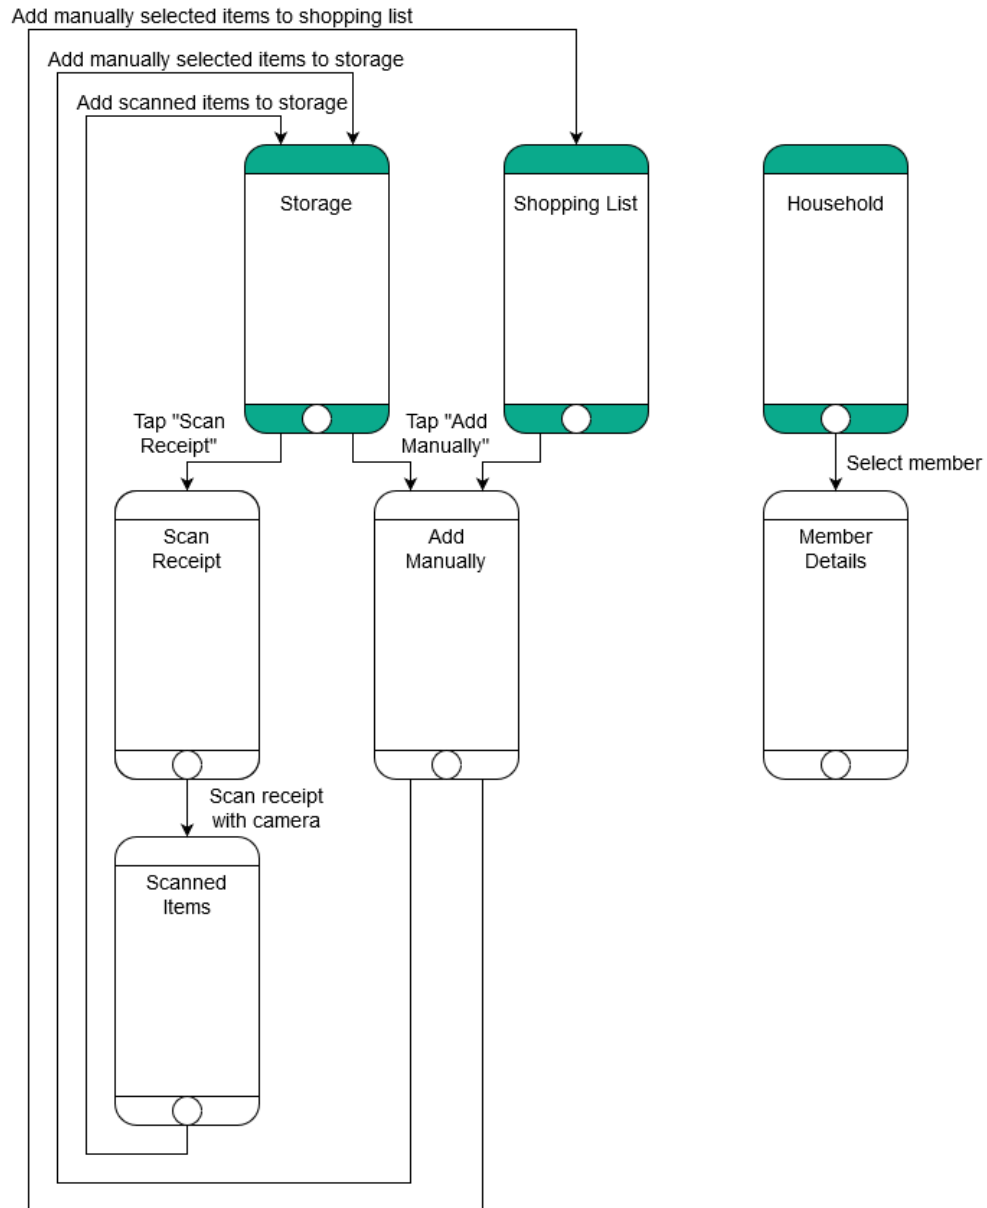 Add manually selected items to shopping list
Add manually selected items to storage
Add scanned items to storage
Storage
Shopping List
Household
Tap "Scan
Receipt"
Tap "Add
Manually"
Select member
Scan
Receipt
Add
Manually
Member
Details
Scan receipt
with camera
Scanned
Items